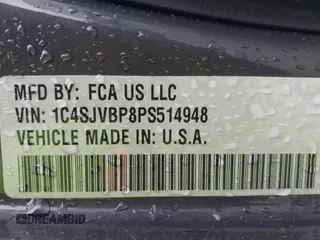 MFD BY: FCA US LLC
VIN: 1C4SJVBP8PS514948
VEHICLE MADE IN: U.S.A.
DREAMBID